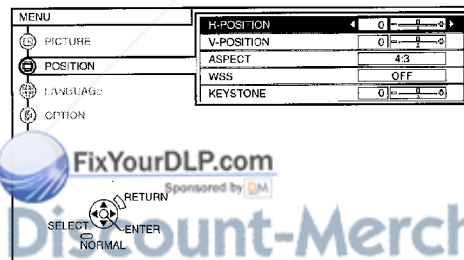 MENU
PICTURE
POSITION
LANGUAGE
OPTION
H-POSITION 0
V-POSITION 0
ASPECT 4:3
WSS OFF
KEYSTONE 0
FixYourDLP.com
Sponsored by DM
RETURN
SELECT
ENTER
NORMAL
Discount-Merch